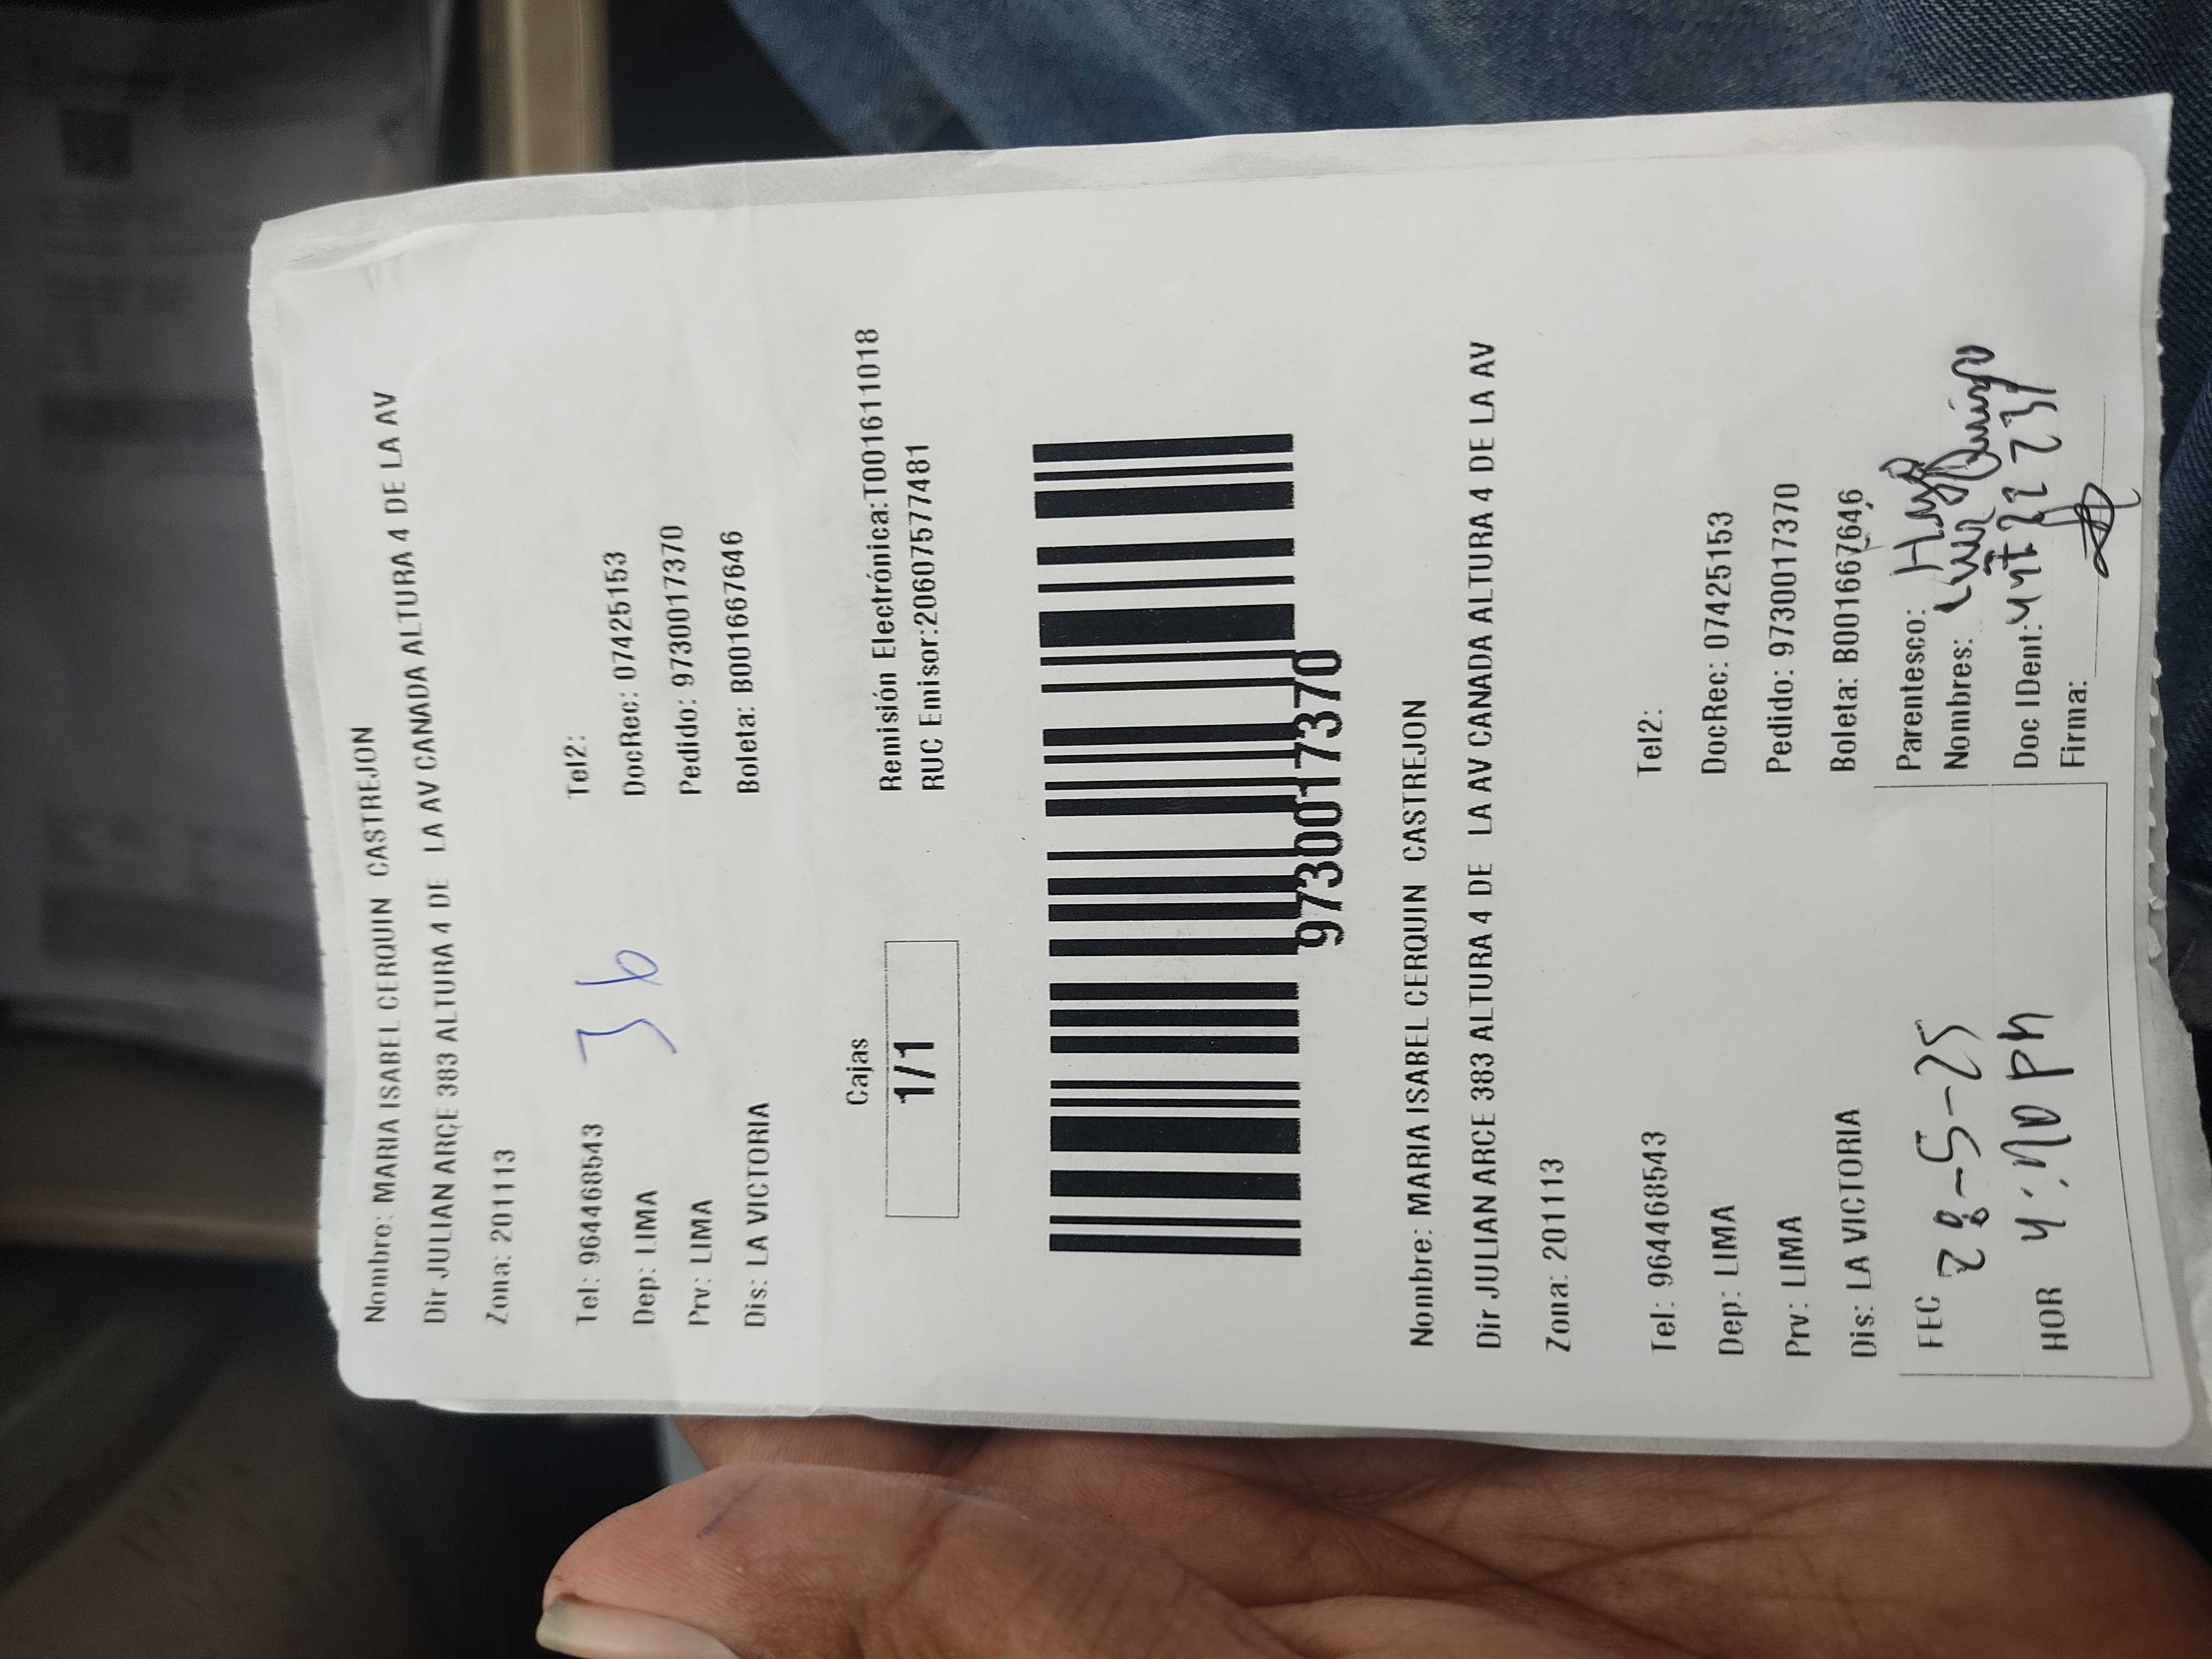 Nombre: MARIA ISABEL CERQUIN CASTREJON
Dir JULIAN ARCE 383 ALTURA 4 DE LA AV CANADA ALTURA 4 DE LA AV
Zona: 201113
Tel: 964468543 Tel2:
Dep: LIMA DocRec: 07425153
Prv: LIMA Pedido: 9730017370
Dis: LA VICTORIA Boleta: B001667646
Cajas
1/1
Remisión Electrónica:T001611018
RUC Emisor:20607577481
9730017370
Nombre: MARIA ISABEL CERQUIN CASTREJON
Dir JULIAN ARCE 383 ALTURA 4 DE LA AV CANADA ALTURA 4 DE LA AV
Zona: 201113
Tel: 964468543 Tel2:
Dep: LIMA DocRec: 07425153
Prv: LIMA Pedido: 9730017370
Dis: LA VICTORIA Boleta: B001667646
FEC 28-5-25
HOR
Parentesco:
Nombres:
Doc IDent:
Firma: